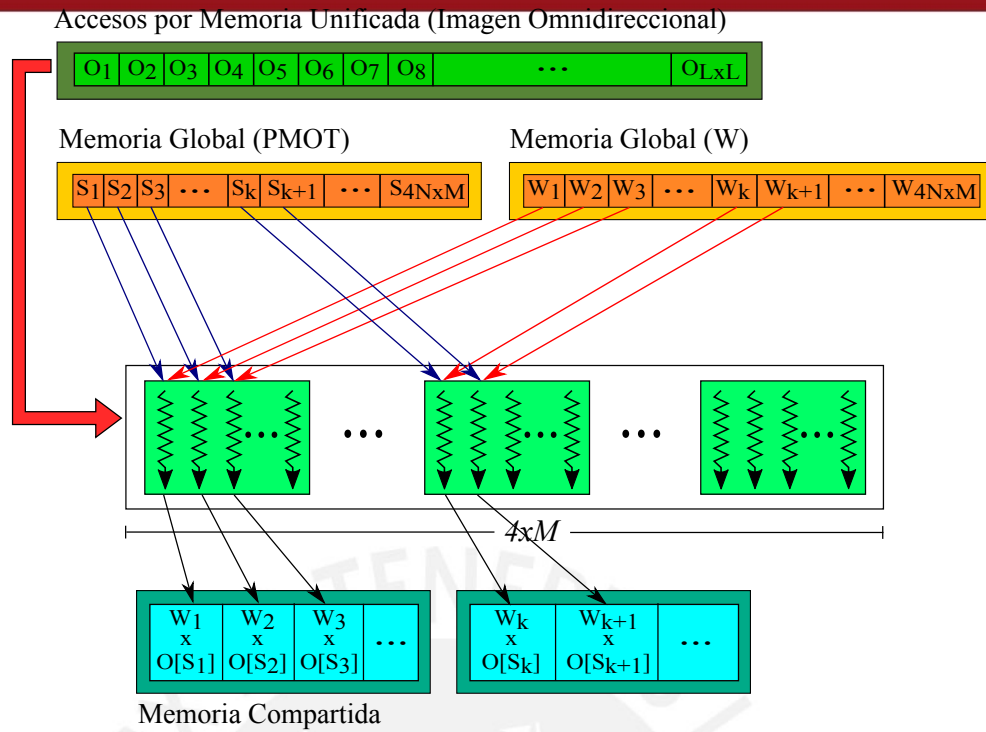 Accesos por Memoria Unificada (Imagen Omnidireccional)
O1 O2 O3 O4 O5 O6 O7 O8 ... OLxL
Memoria Global (PMOT)
S1 S2 S3 ... Sk Sk+1 ... S4NxM
Memoria Global (W)
W1 W2 W3 ... Wk Wk+1 ... W4NxM
... ... ... ... ...
4xM
W1 x O[S1]
W2 x O[S2]
W3 x O[S3]
...
Wk x O[Sk]
Wk+1 x O[Sk+1]
...
Memoria Compartida
TENE